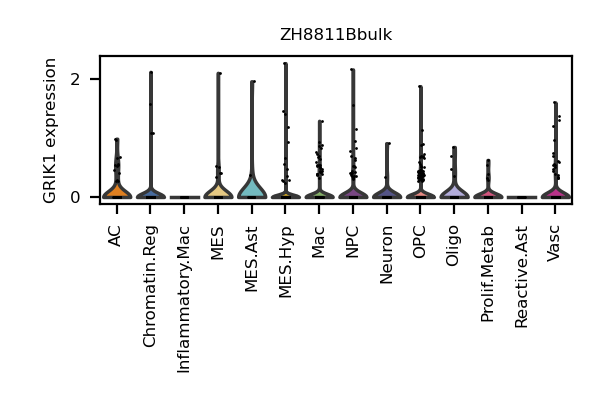 ZH8811Bbulk
GRIK1 expression
2
0
AC
Chromatin.Reg
Inflammatory.Mac
MES
MES.Ast
MES.Hyp
Mac
NPC
Neuron
OPC
Oligo
Prolif.Metab
Reactive.Ast
Vasc